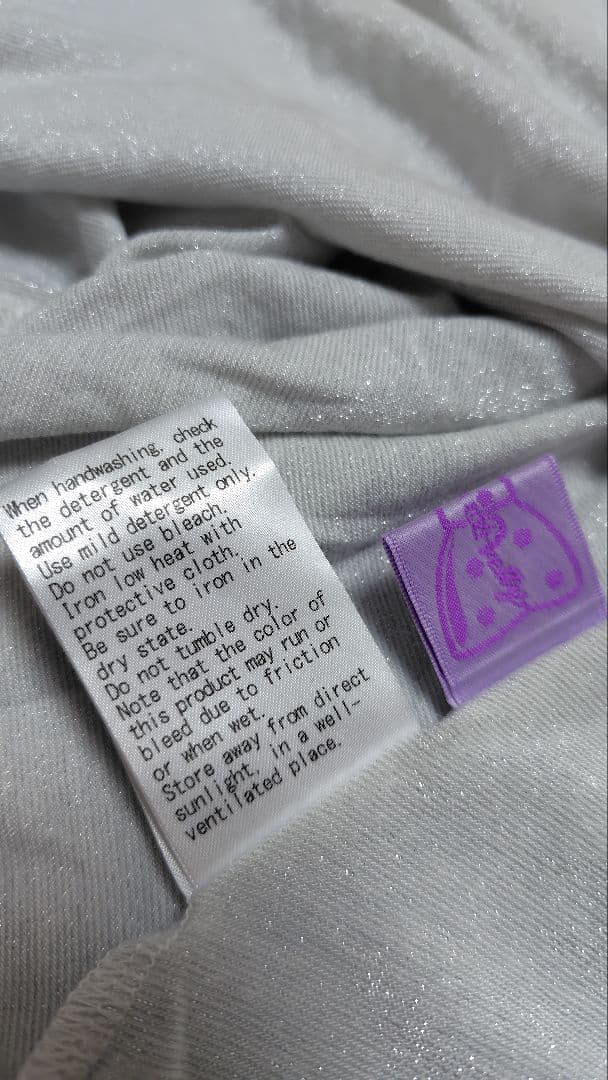 When handwashing, check
the detergent and the
amount of water used.
Use mild detergent only.
Do not use bleach.
Iron low heat with
protective cloth.
Be sure to iron in the
dry state.
Do not tumble dry.
Note that the color of
this product may run or
bleed due to friction
or when wet.
Store away from direct
sunlight, in a well-
ventilated place.